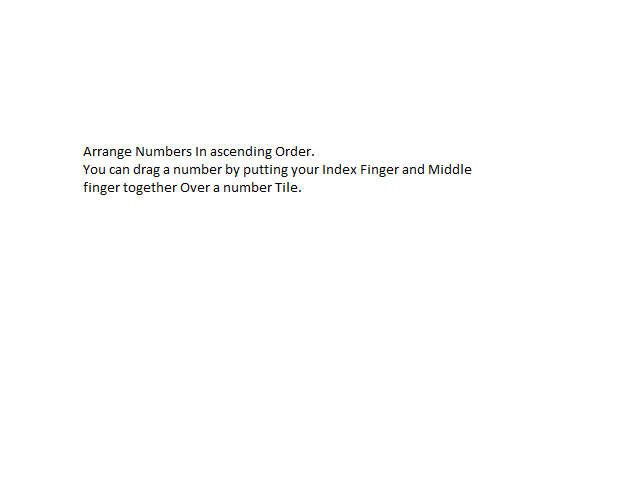 Arrange Numbers In ascending Order.
You can drag a number by putting your Index Finger and Middle
finger together Over a number Tile.